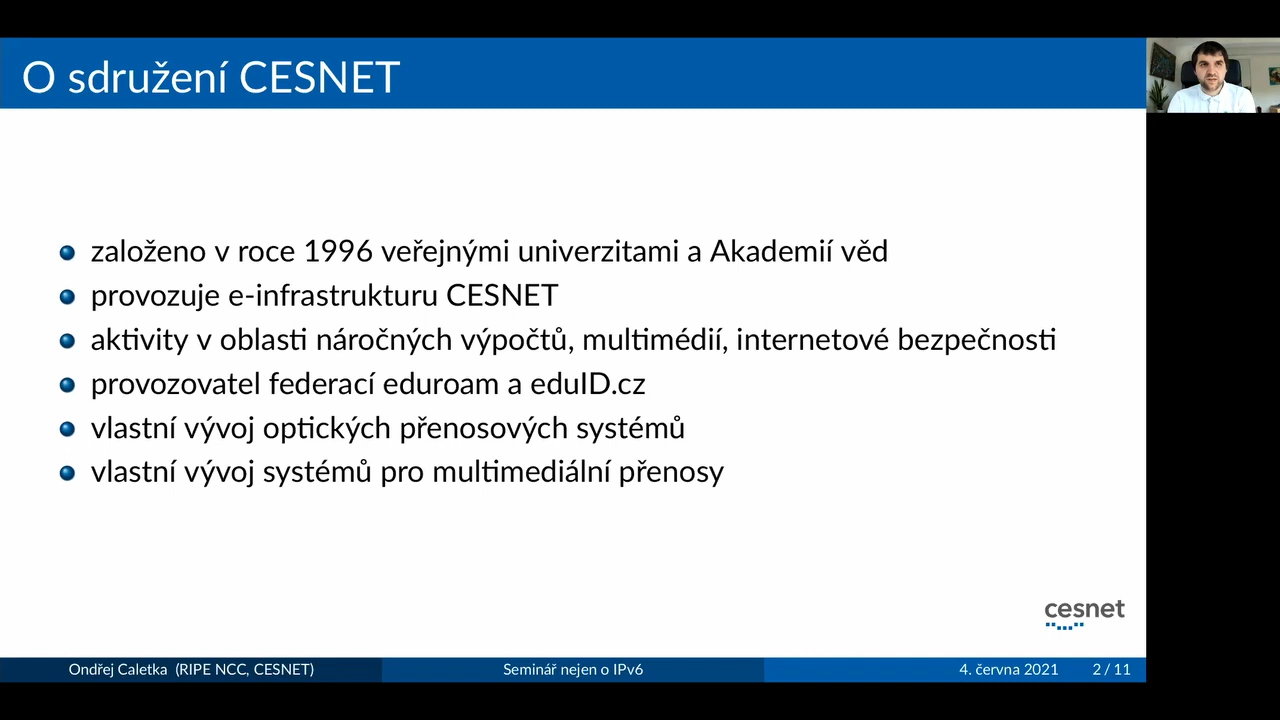 O sdružení CESNET
založeno v roce 1996 veřejnými univerzitami a Akademií věd
provozuje e-infrastrukturu CESNET
aktivity v oblasti náročných výpočtů, multimédií, internetové bezpečnosti
provozovatel federací eduroam a eduID.cz
vlastní vývoj optických přenosových systémů
vlastní vývoj systémů pro multimediální přenosy
cesnet
Ondřej Caletka (RIPE NCC, CESNET) Seminář nejen o IPv6 4. června 2021 2 / 11